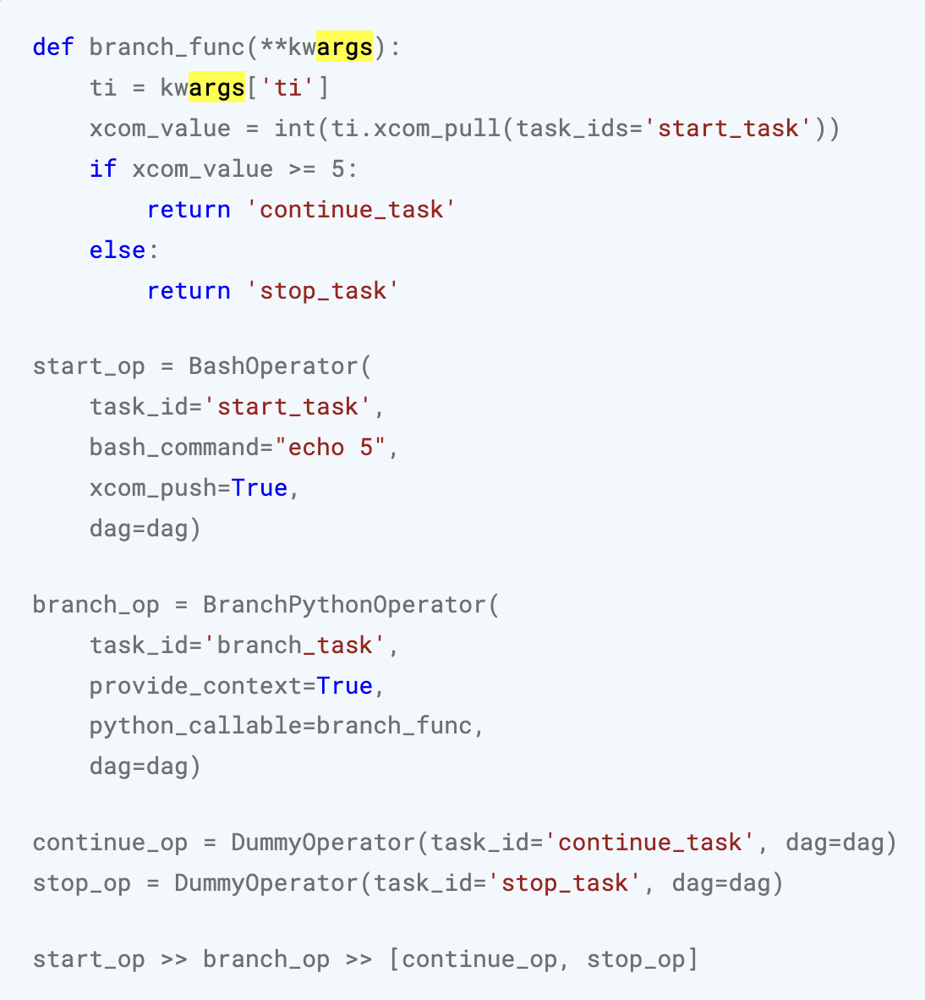 def branch_func(**kwargs):
    ti = kwargs['ti']
    xcom_value = int(ti.xcom_pull(task_ids='start_task'))
    if xcom_value >= 5:
        return 'continue_task'
    else:
        return 'stop_task'

start_op = BashOperator(
    task_id='start_task',
    bash_command="echo 5",
    xcom_push=True,
    dag=dag)

branch_op = BranchPythonOperator(
    task_id='branch_task',
    provide_context=True,
    python_callable=branch_func,
    dag=dag)

continue_op = DummyOperator(task_id='continue_task', dag=dag)
stop_op = DummyOperator(task_id='stop_task', dag=dag)

start_op >> branch_op >> [continue_op, stop_op]